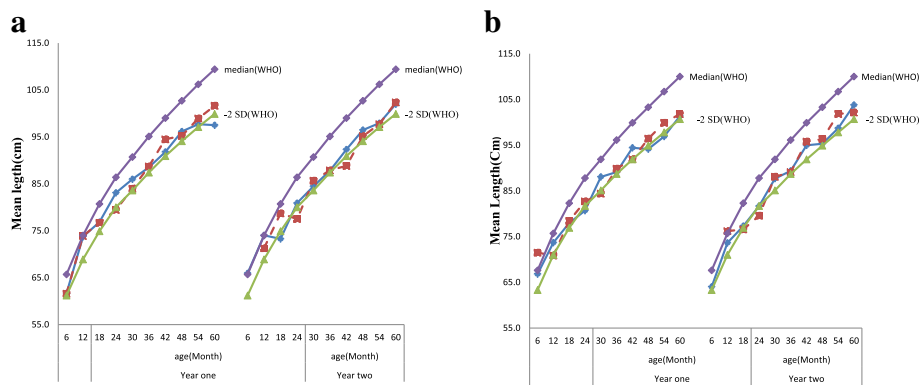 a
115.0
105.0
95.0
85.0
75.0
65.0
55.0
Mean legth(cm)
median(WHO)
-2 SD(WHO)
median(WHO)
-2 SD(WHO)
6 12 18 24 30 36 42 48 54 60 6 12 18 24 30 36 42 48 54 60
age(Month) age(Month)
Year one Year two
b
115.0
105.0
95.0
85.0
75.0
65.0
55.0
Mean Length(Cm)
Median(WHO)
-2 SD(WHO)
Median(WHO)
-2 SD(WHO)
6 12 18 24 30 36 42 48 54 60 6 12 18 24 30 36 42 48 54 60
age(Month) age(Month)
Year one Year two